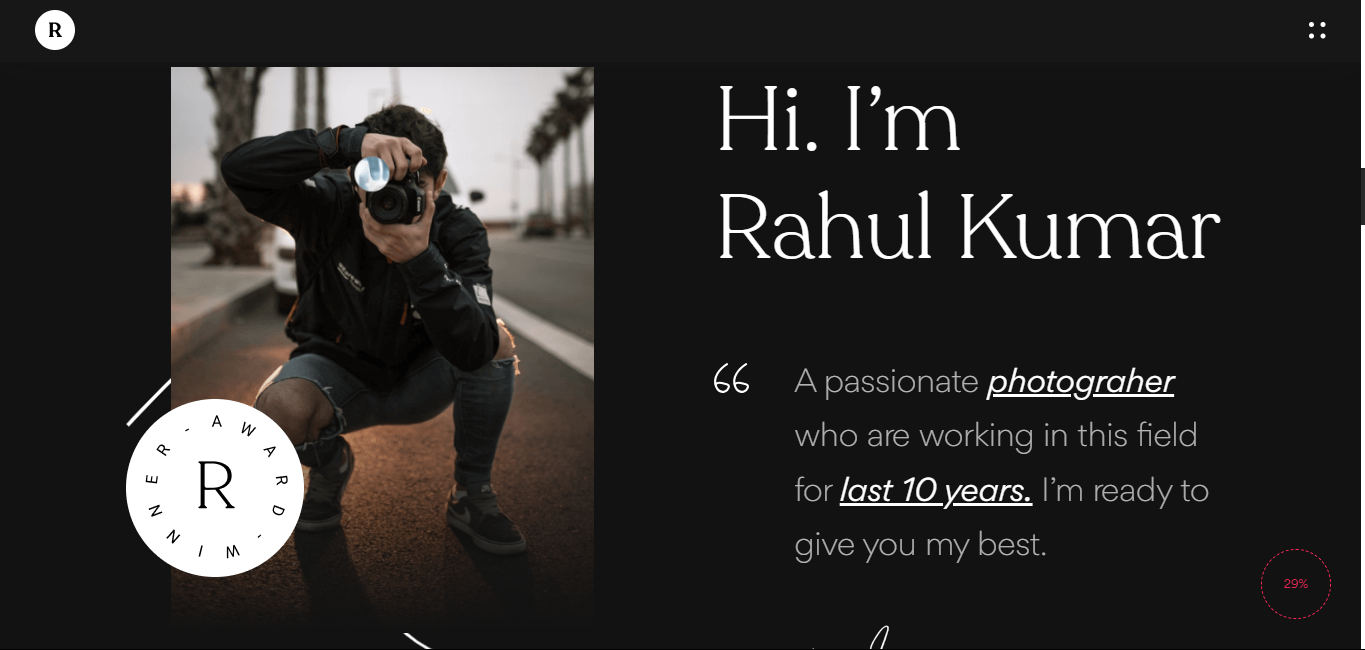 R
Hi. I’m
Rahul Kumar
“ A passionate photograher
who are working in this field
for last 10 years. I’m ready to
give you my best.
AWARD-WINNER-
R
29%